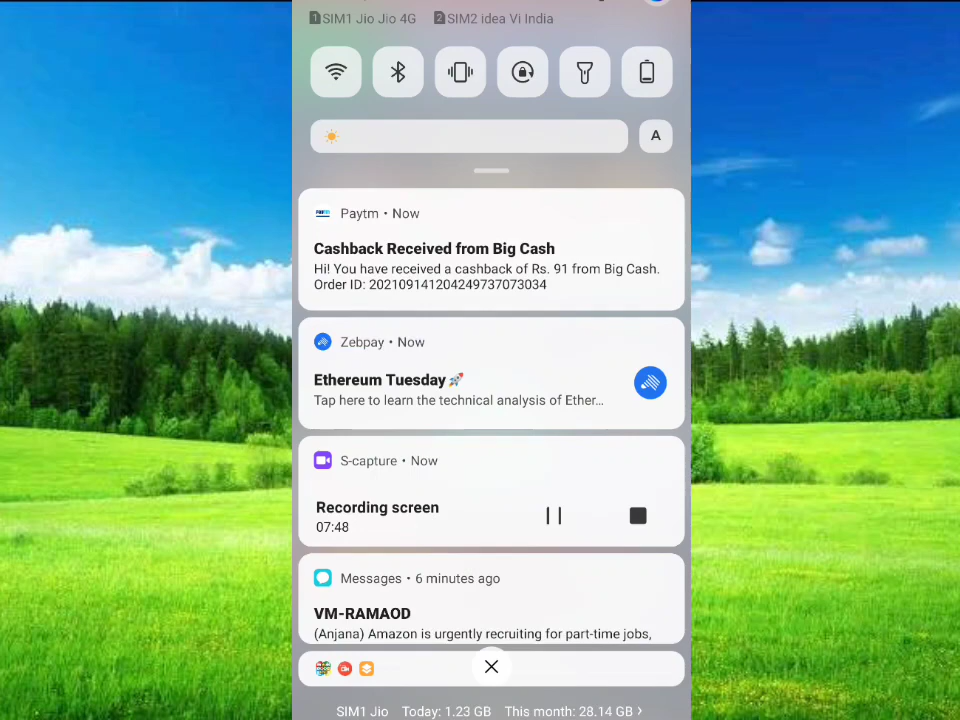 1 SIM1 Jio Jio 4G 2 SIM2 idea Vi India
A
Paytm • Now
Cashback Received from Big Cash
Hi! You have received a cashback of Rs. 91 from Big Cash.
Order ID: 202109141204249737073034
Zebpay • Now
Ethereum Tuesday🚀
Tap here to learn the technical analysis of Ether...
S-capture • Now
Recording screen
07:48
Messages • 6 minutes ago
VM-RAMAOD
(Anjana) Amazon is urgently recruiting for part-time jobs,
SIM1 Jio Today: 1.23 GB This month: 28.14 GB ›